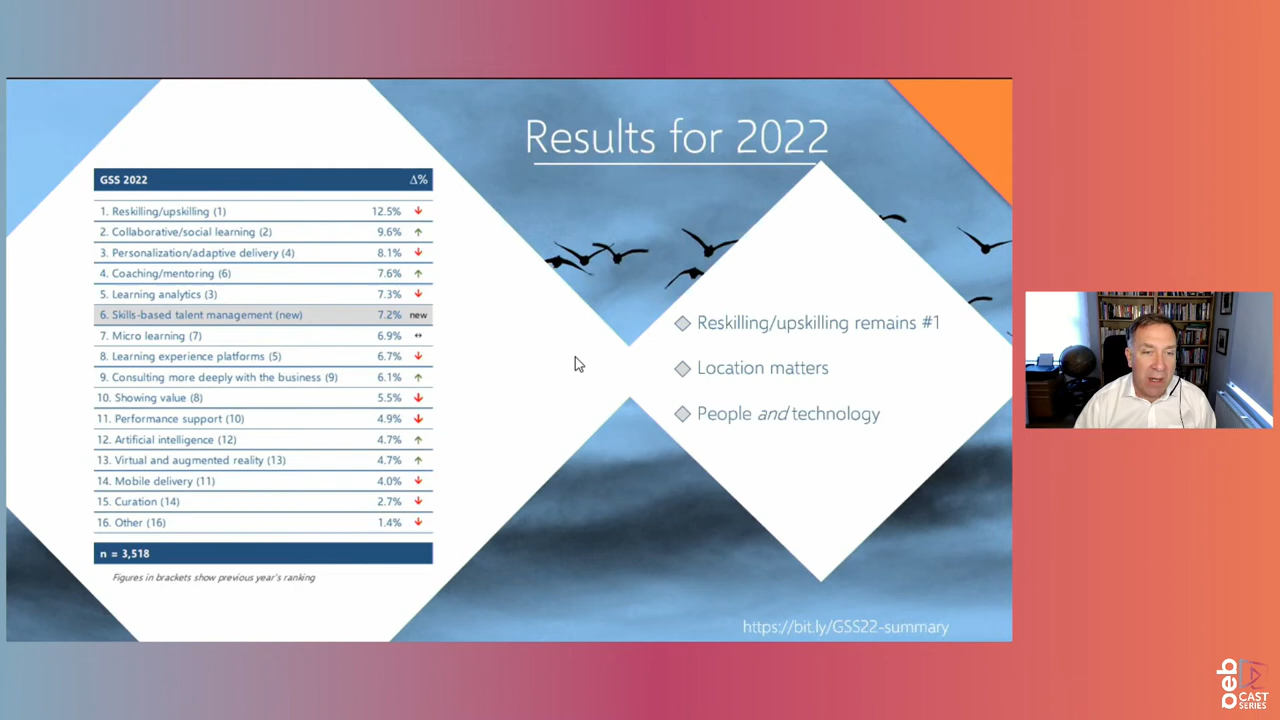 Results for 2022
GSS 2022 Δ%
1. Reskilling/upskilling (1) 12.5% ↓
2. Collaborative/social learning (2) 9.6% ↑
3. Personalization/adaptive delivery (4) 8.1% ↓
4. Coaching/mentoring (6) 7.6% ↑
5. Learning analytics (3) 7.3% ↓
6. Skills-based talent management (new) 7.2% new
7. Micro learning (7) 6.9% ↔
8. Learning experience platforms (5) 6.7% ↓
9. Consulting more deeply with the business (9) 6.1% ↑
10. Showing value (8) 5.5% ↓
11. Performance support (10) 4.9% ↓
12. Artificial intelligence (12) 4.7% ↑
13. Virtual and augmented reality (13) 4.7% ↑
14. Mobile delivery (11) 4.0% ↓
15. Curation (14) 2.7% ↓
16. Other (16) 1.4% ↓
n = 3,518
Figures in brackets show previous year's ranking
Reskilling/upskilling remains #1
Location matters
People and technology
https://bit.ly/GSS22-summary
oeb
CAST
SERIES